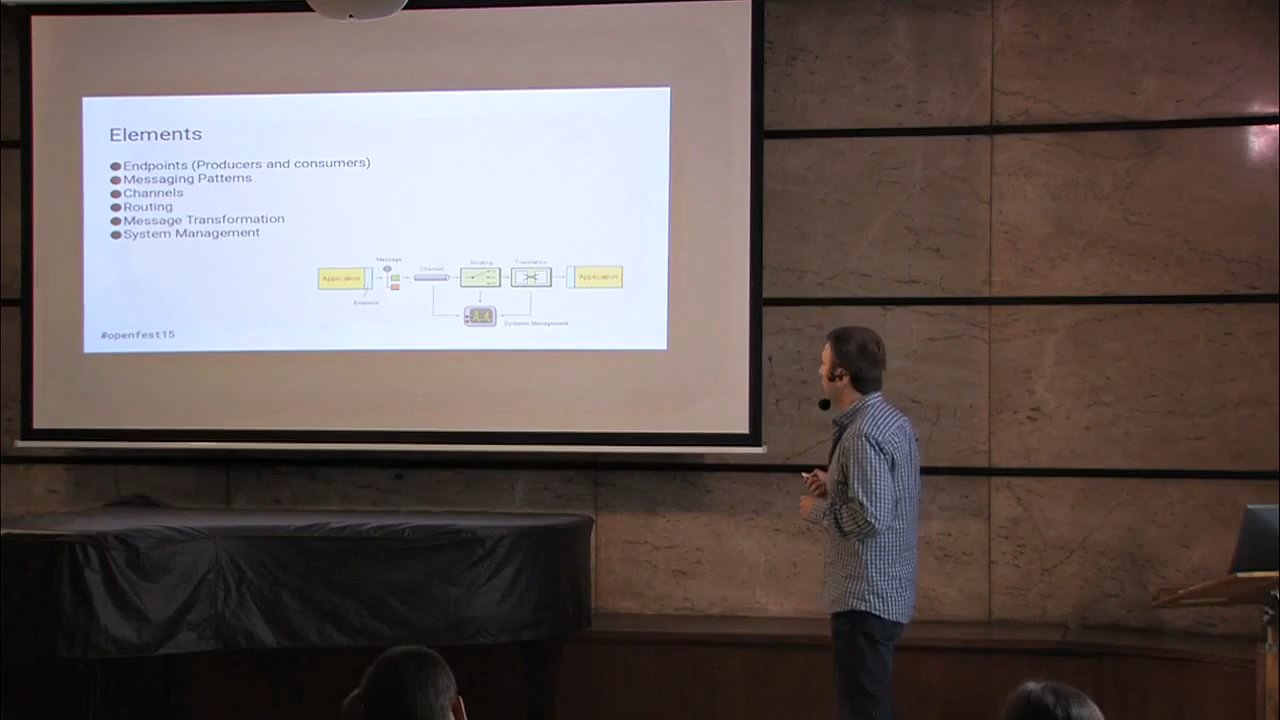 Elements
Endpoints (Producers and consumers)
Messaging Patterns
Channels
Routing
Message Transformation
System Management
Message
Channel
Routing
Translation
Application
Application
Endpoint
Systems Management
#openfest15